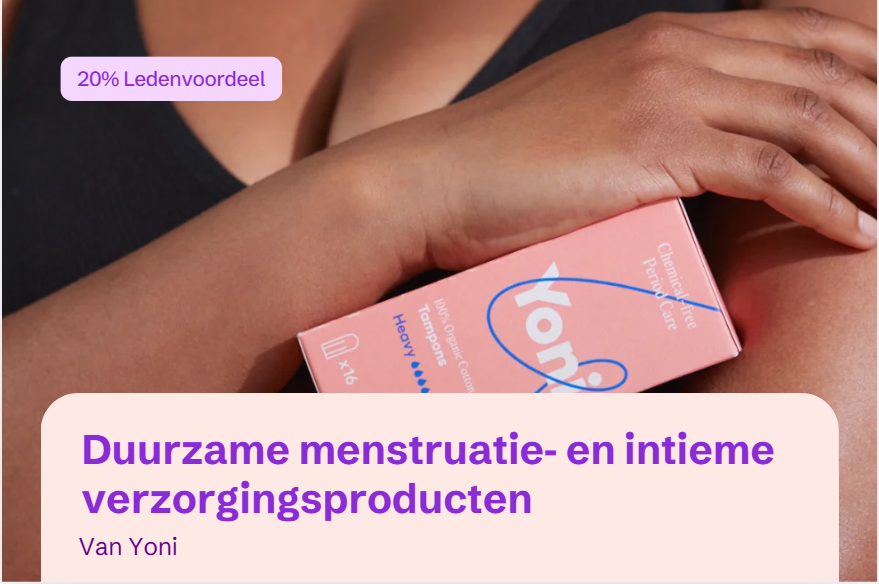 20% Ledenvoordeel
Chemical-free
Period Care
Yoni
100% Organic Cotton
Tampons
Heavy
x16
Duurzame menstruatie- en intieme
verzorgingsproducten
Van Yoni